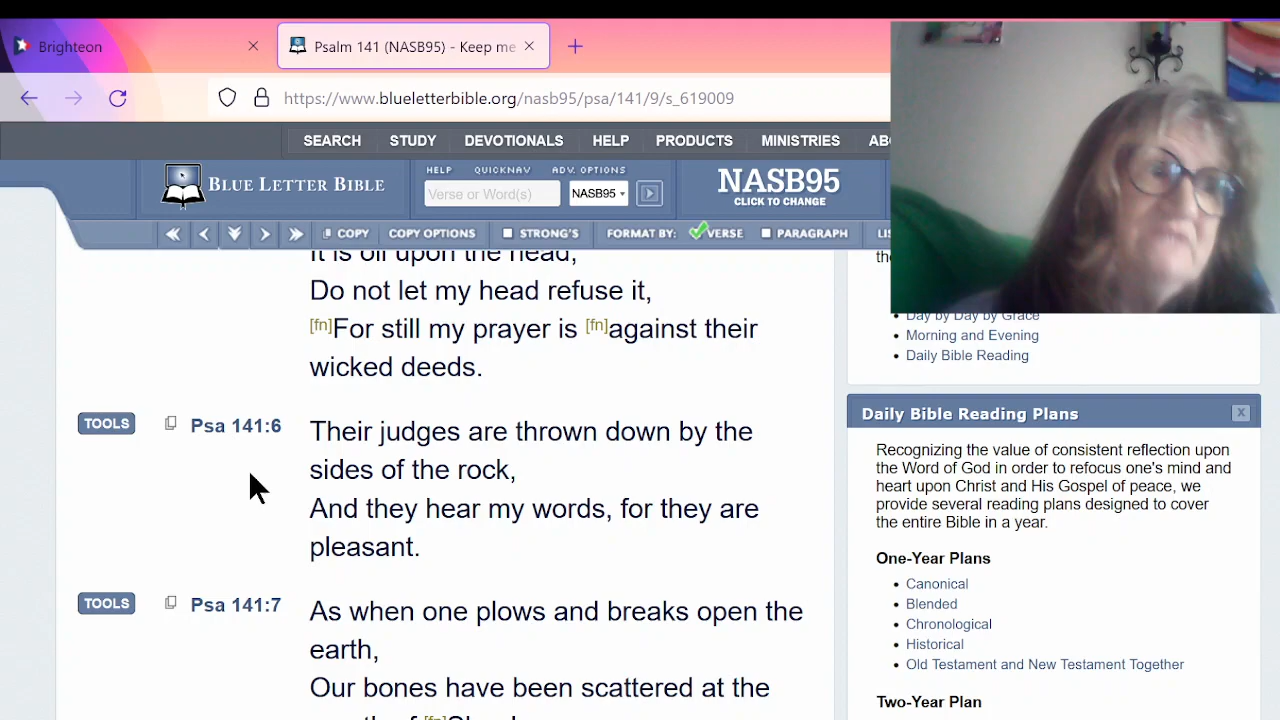 Brighteon
Psalm 141 (NASB95) - Keep me
https://www.blueletterbible.org/nasb95/psa/141/9/s_619009
SEARCH STUDY DEVOTIONALS HELP PRODUCTS MINISTRIES AB
BLUE LETTER BIBLE
HELP QUICKNAV ADV. OPTIONS
Verse or Word(s) NASB95
NASB95
CLICK TO CHANGE
COPY COPY OPTIONS STRONG'S FORMAT BY: VERSE PARAGRAPH LI
It is oil upon the head,
Do not let my head refuse it,
[fn]For still my prayer is [fn]against their
wicked deeds.
TOOLS Psa 141:6 Their judges are thrown down by the
sides of the rock,
And they hear my words, for they are
pleasant.
TOOLS Psa 141:7 As when one plows and breaks open the
earth,
Our bones have been scattered at the
the
Day by Day by Grace
Morning and Evening
Daily Bible Reading
Daily Bible Reading Plans X
Recognizing the value of consistent reflection upon
the Word of God in order to refocus one's mind and
heart upon Christ and His Gospel of peace, we
provide several reading plans designed to cover
the entire Bible in a year.
One-Year Plans
Canonical
Blended
Chronological
Historical
Old Testament and New Testament Together
Two-Year Plan